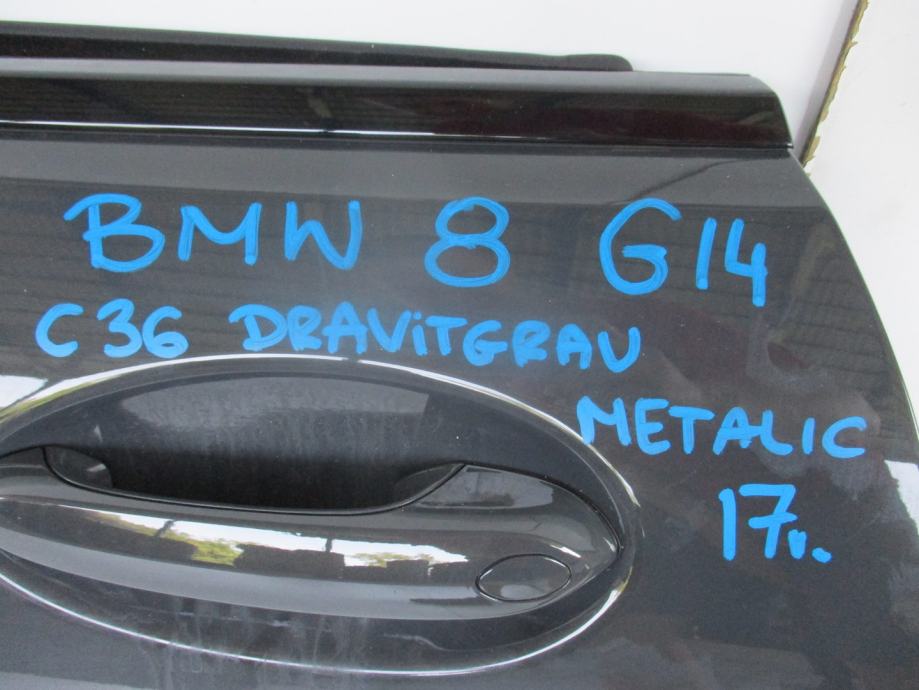 BMW 8 G14
C36 DRAViTGRAU
METALIC
17r.